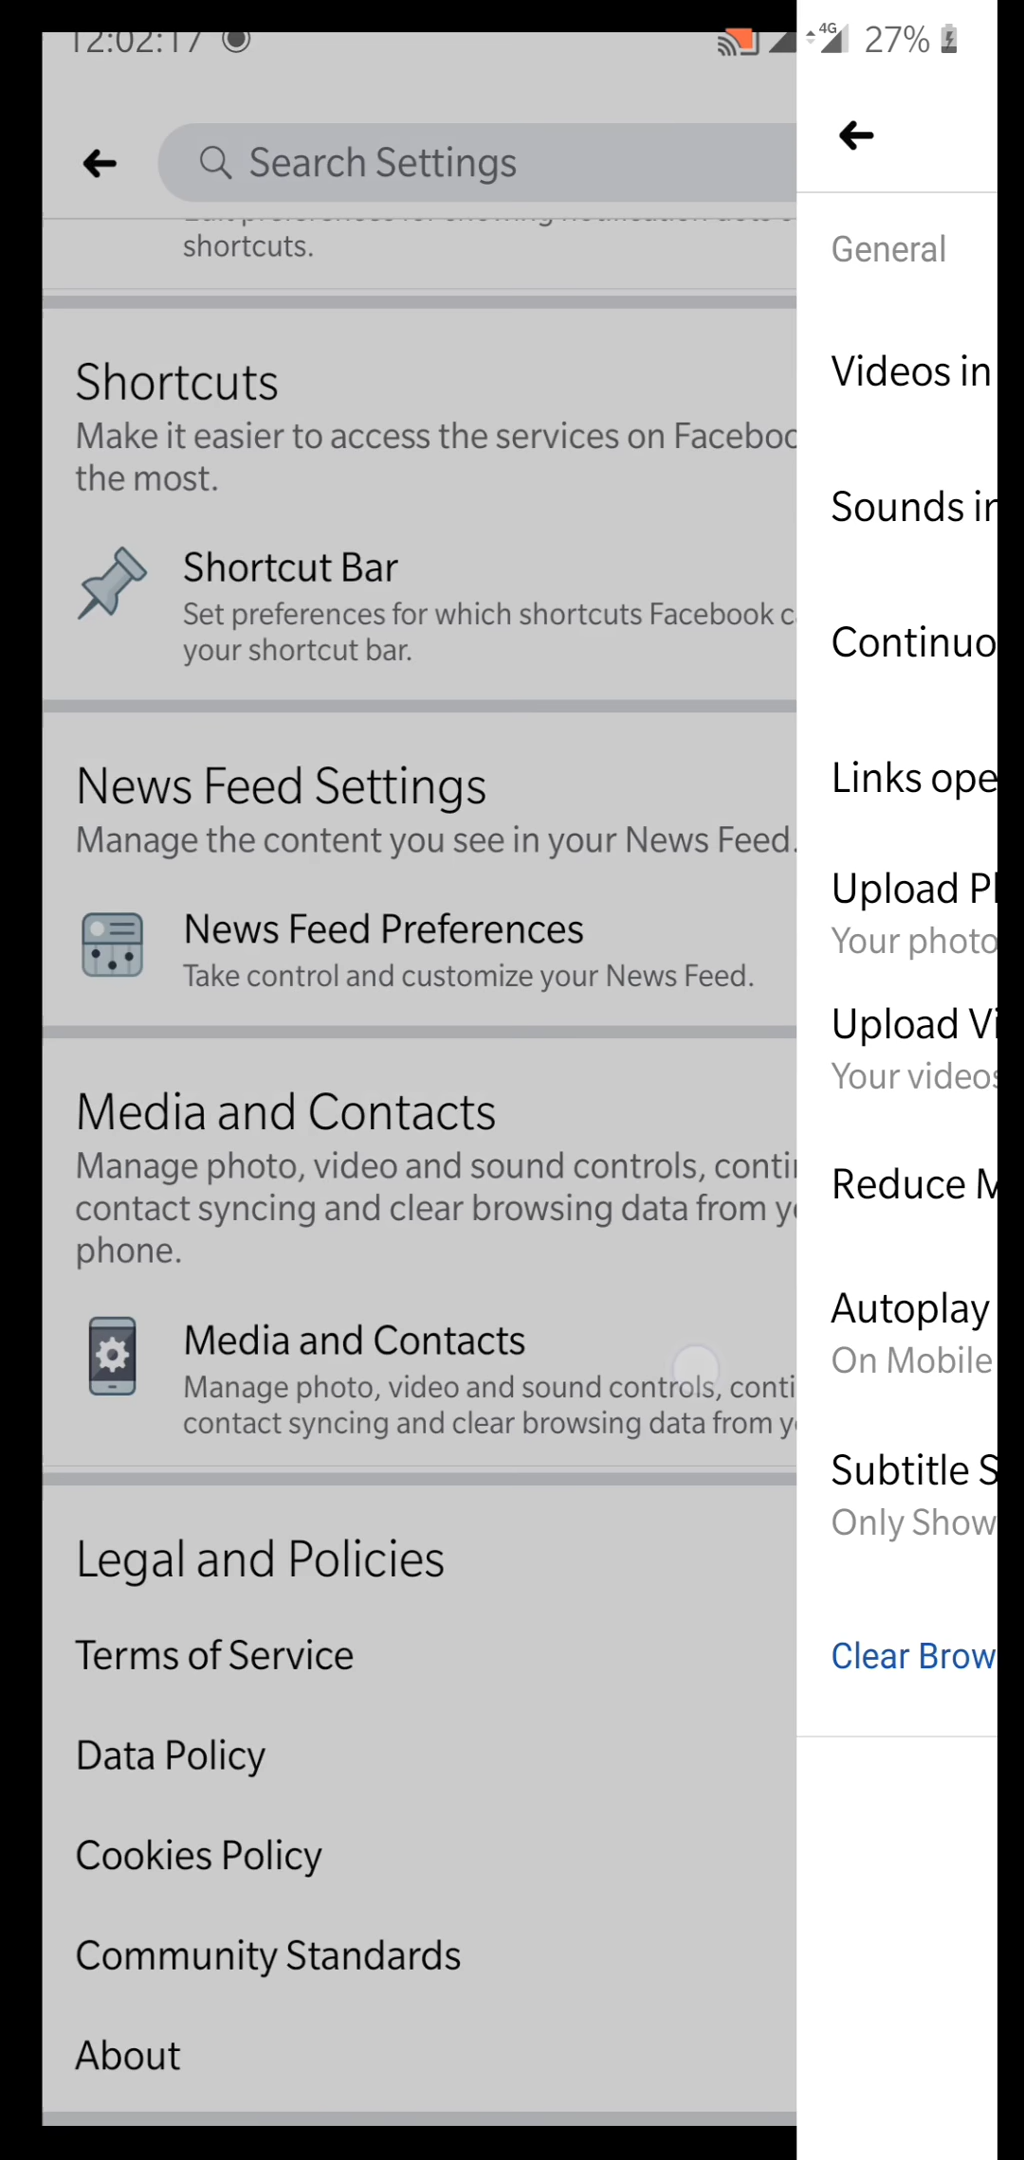 12:02:17
4G 27%
Search Settings
shortcuts.
Shortcuts
Make it easier to access the services on Faceboo
the most.
Shortcut Bar
Set preferences for which shortcuts Facebook c
your shortcut bar.
News Feed Settings
Manage the content you see in your News Feed.
News Feed Preferences
Take control and customize your News Feed.
Media and Contacts
Manage photo, video and sound controls, conti
contact syncing and clear browsing data from y
phone.
Media and Contacts
Manage photo, video and sound controls, conti
contact syncing and clear browsing data from y
Legal and Policies
Terms of Service
Data Policy
Cookies Policy
Community Standards
About
General
Videos in
Sounds in
Continuo
Links ope
Upload Ph
Your photo
Upload Vi
Your videos
Reduce M
Autoplay
On Mobile
Subtitle S
Only Show
Clear Brow